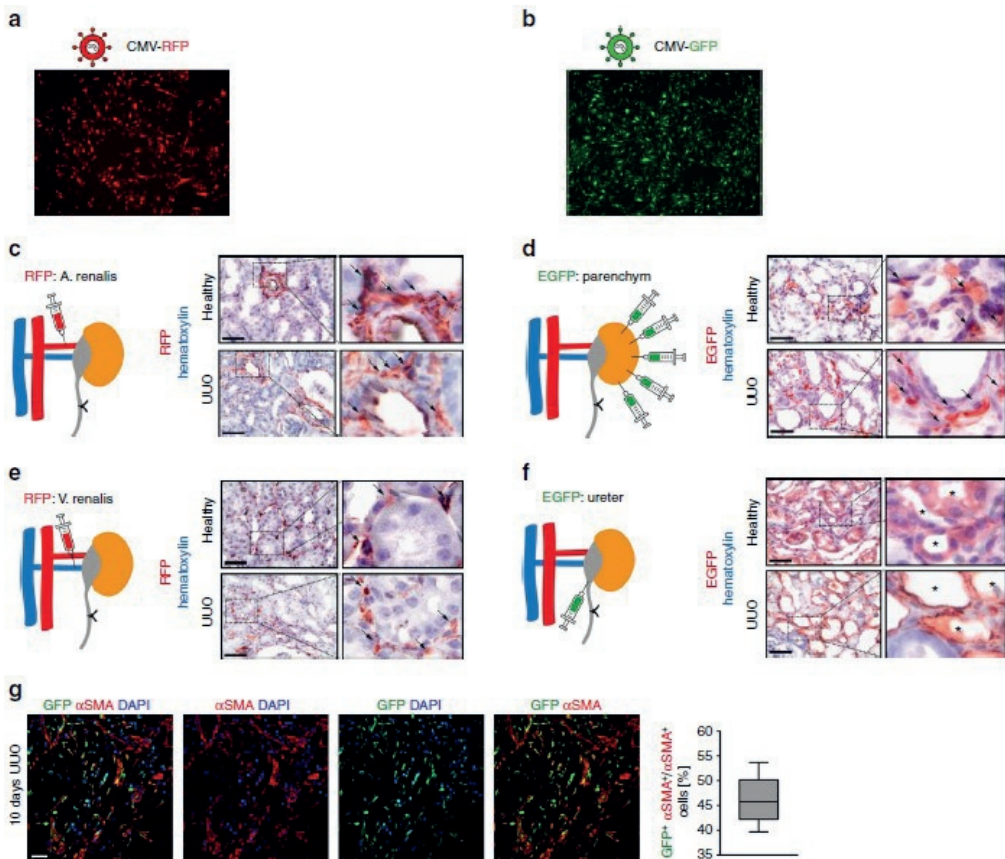 a
CMV-RFP
b
CMV-GFP
c
RFP: A. renalis
RFP
hematoxylin
Healthy
UUO
d
EGFP: parenchym
EGFP
hematoxylin
Healthy
UUO
e
RFP: V. renalis
RFP
hematoxylin
Healthy
UUO
f
EGFP: ureter
EGFP
hematoxylin
Healthy
UUO
*
*
*
*
g
10 days UUO
GFP αSMA DAPI
αSMA DAPI
GFP DAPI
GFP αSMA
GFP⁺ αSMA⁺/αSMA⁺
cells [%]
60
55
50
45
40
35